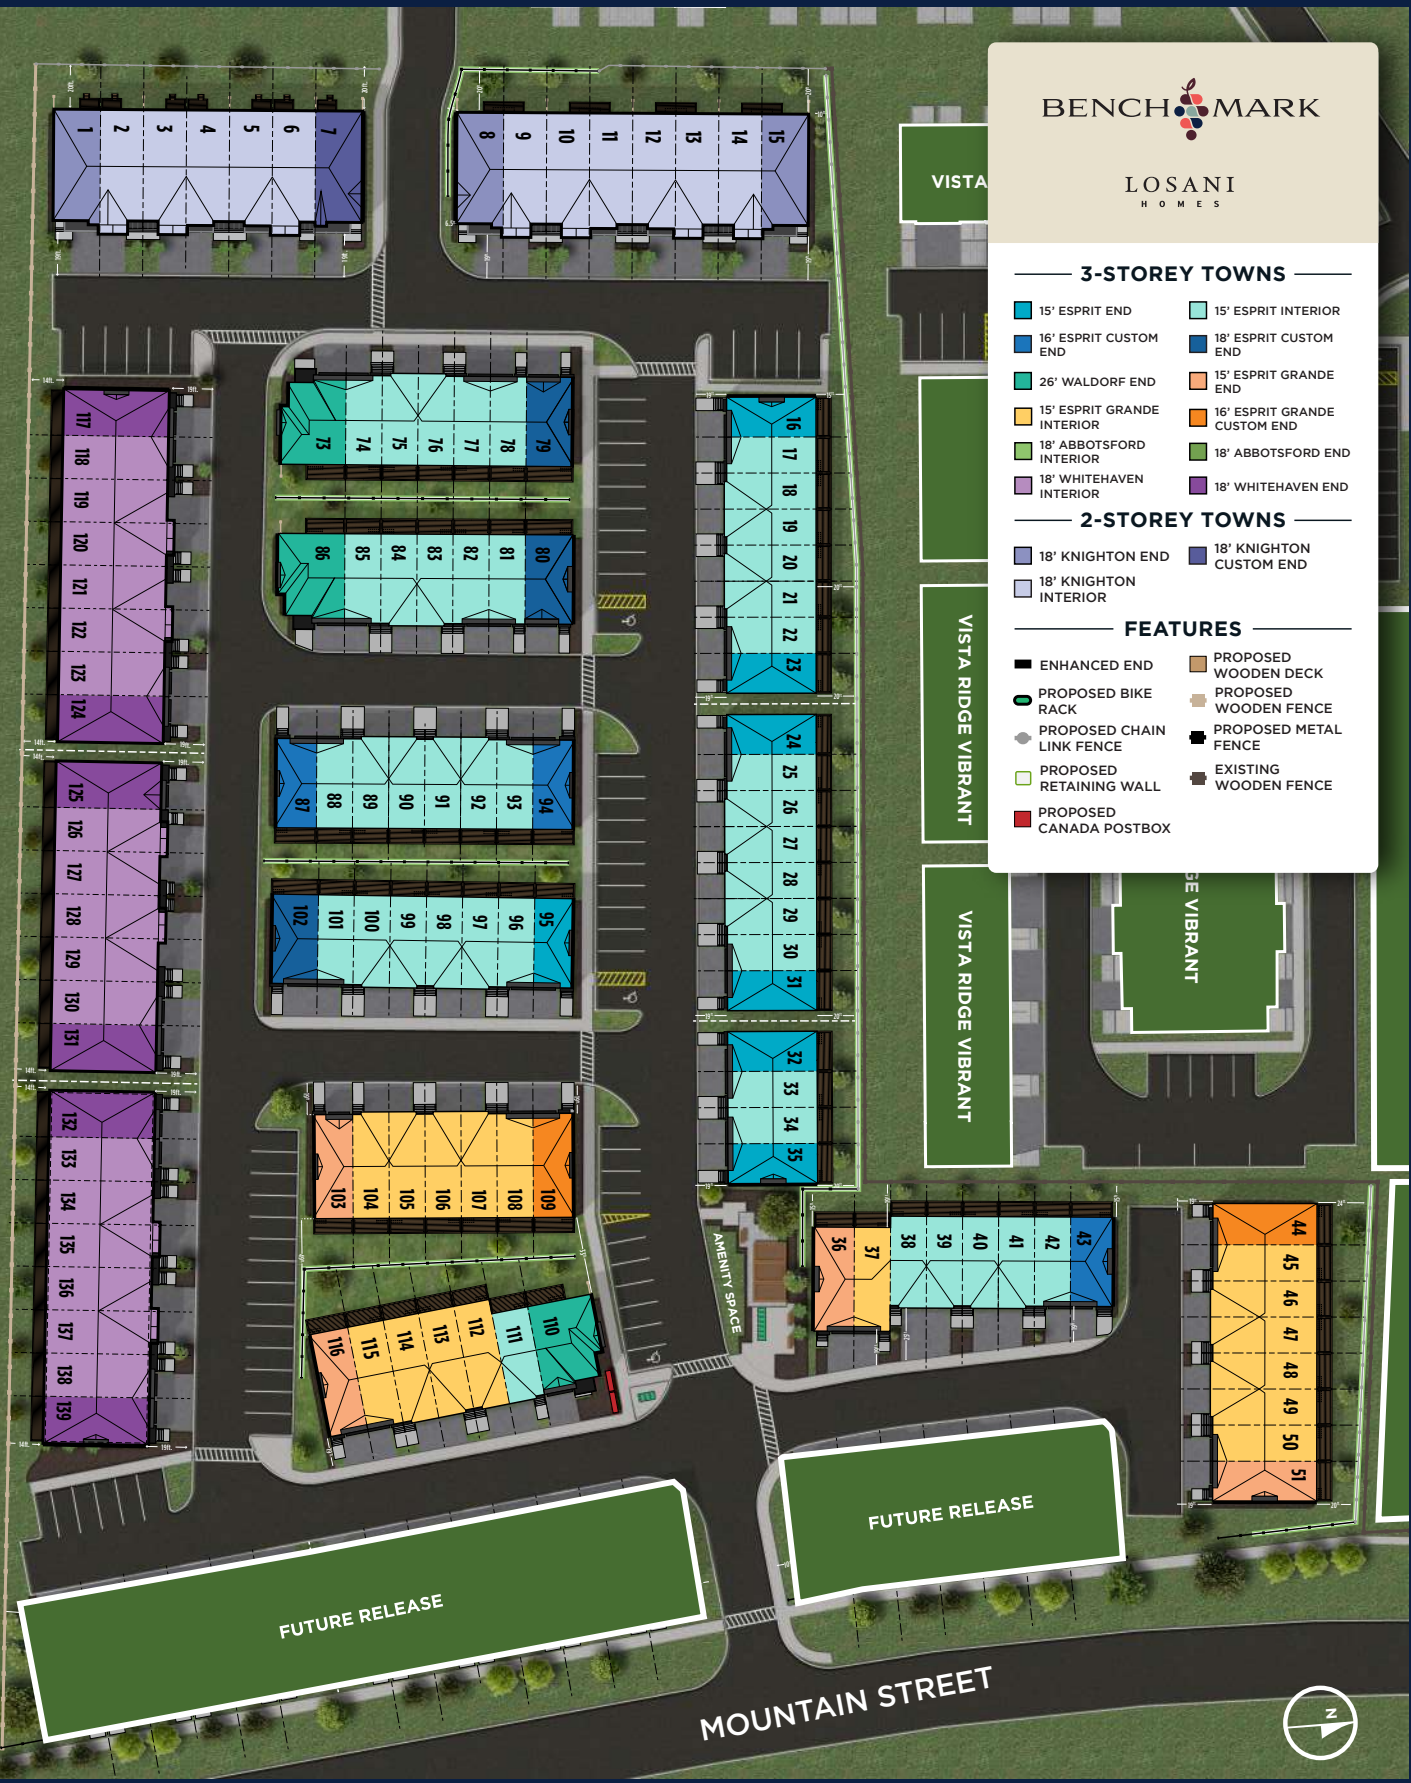 BENCH MARK
LOSANI
HOMES
3-STOREY TOWNS
15' ESPRIT END
15' ESPRIT INTERIOR
16' ESPRIT CUSTOM
END
18' ESPRIT CUSTOM
END
26' WALDORF END
15' ESPRIT GRANDE
END
15' ESPRIT GRANDE
INTERIOR
16' ESPRIT GRANDE
CUSTOM END
18' ABBOTSFORD
INTERIOR
18' ABBOTSFORD END
18' WHITEHAVEN
INTERIOR
18' WHITEHAVEN END
2-STOREY TOWNS
18' KNIGHTON END
18' KNIGHTON
CUSTOM END
18' KNIGHTON
INTERIOR
FEATURES
ENHANCED END
PROPOSED
WOODEN DECK
PROPOSED BIKE
RACK
PROPOSED
WOODEN FENCE
PROPOSED CHAIN
LINK FENCE
PROPOSED METAL
FENCE
PROPOSED
RETAINING WALL
EXISTING
WOODEN FENCE
PROPOSED
CANADA POSTBOX
1 2 3 4 5 6 7
8 9 10 11 12 13 14 15
VISTA
VISTA RIDGE VIBRANT
VISTA RIDGE VIBRANT
GE VIBRANT
73 74 75 76 77 78 79
86 85 84 83 82 81 80
87 88 89 90 91 92 93 94
102 101 100 99 98 97 96 95
103 104 105 106 107 108 109
116 115 114 113 112 111 110
117
118
119
120
121
122
123
124
125
126
127
128
129
130
131
132
133
134
135
136
137
138
139
16
17
18
19
20
21
22
23
24
25
26
27
28
29
30
31
32
33
34
35
36 37 38 39 40 41 42 43
44
45
46
47
48
49
50
51
AMENITY SPACE
FUTURE RELEASE
FUTURE RELEASE
MOUNTAIN STREET
N